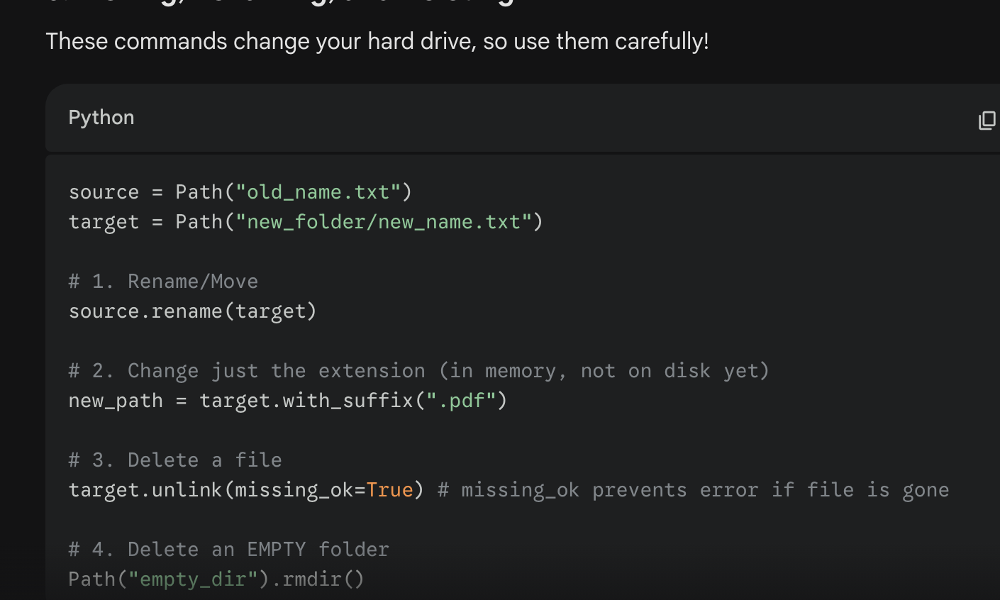 These commands change your hard drive, so use them carefully!
Python
source = Path("old_name.txt")
target = Path("new_folder/new_name.txt")
# 1. Rename/Move
source.rename(target)
# 2. Change just the extension (in memory, not on disk yet)
new_path = target.with_suffix(".pdf")
# 3. Delete a file
target.unlink(missing_ok=True) # missing_ok prevents error if file is gone
# 4. Delete an EMPTY folder
Path("empty_dir").rmdir()